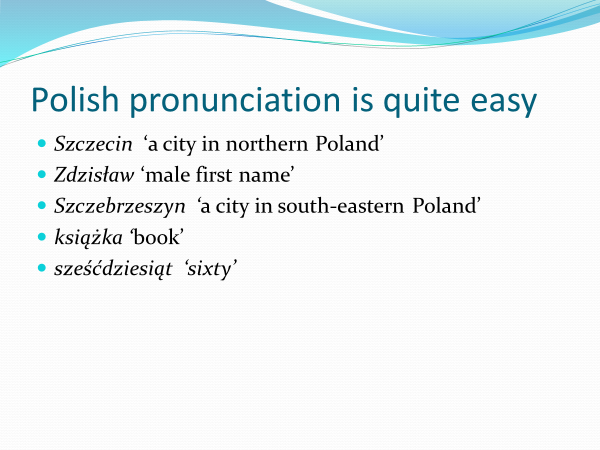 Polish pronunciation is quite easy
• Szczecin ‘a city in northern Poland’
• Zdzisław ‘male first name’
• Szczebrzeszyn ‘a city in south-eastern Poland’
• książka ‘book’
• sześćdziesiąt ‘sixty’